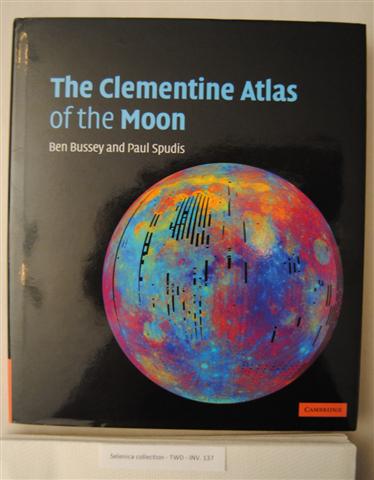 The Clementine Atlas
of the Moon
Ben Bussey and Paul Spudis
CAMBRIDGE
Selenica collection - TWO - INV. 137